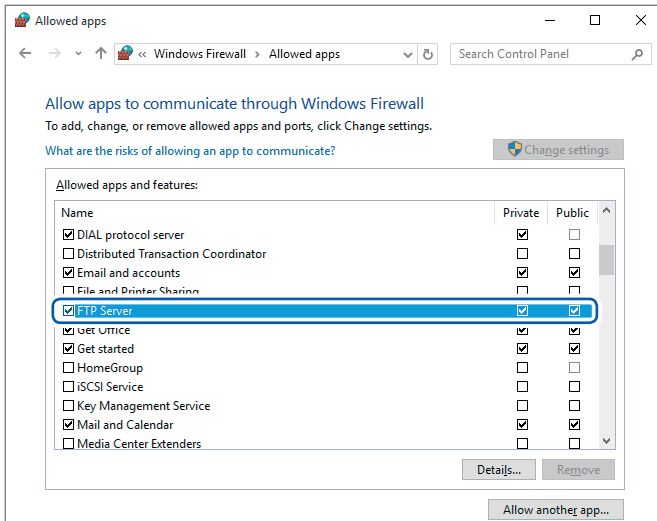 Allowed apps
« Windows Firewall › Allowed apps
Search Control Panel
Allow apps to communicate through Windows Firewall
To add, change, or remove allowed apps and ports, click Change settings.
What are the risks of allowing an app to communicate?
Change settings
Allowed apps and features:
Name Private Public
DIAL protocol server
Distributed Transaction Coordinator
Email and accounts
File and Printer Sharing
FTP Server
Get Office
Get started
HomeGroup
iSCSI Service
Key Management Service
Mail and Calendar
Media Center Extenders
Details... Remove
Allow another app...